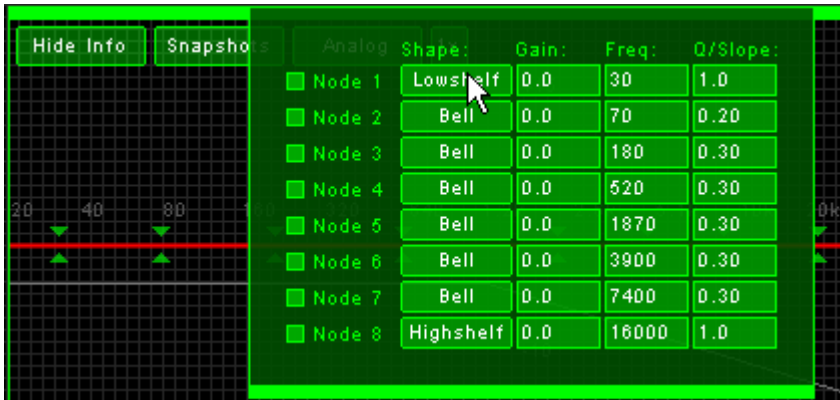 Hide Info Snapshots Analog
Shape: Gain: Freq: Q/Slope:
Node 1 Lowshelf 0.0 30 1.0
Node 2 Bell 0.0 70 0.20
Node 3 Bell 0.0 180 0.30
Node 4 Bell 0.0 520 0.30
20 40 80 160
Node 5 Bell 0.0 1870 0.30
Node 6 Bell 0.0 3900 0.30
Node 7 Bell 0.0 7400 0.30
Node 8 Highshelf 0.0 16000 1.0